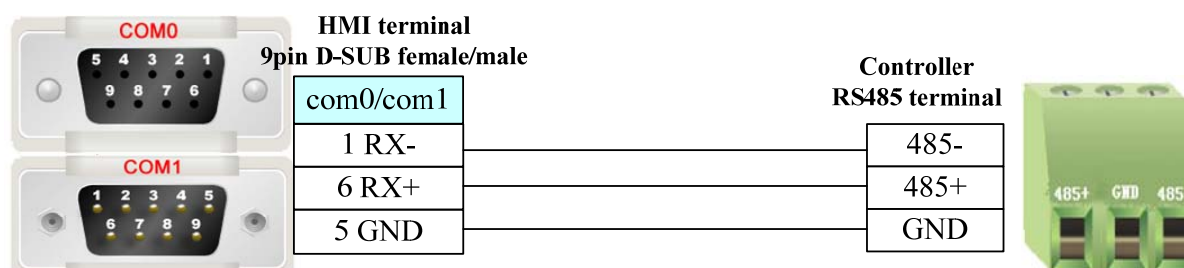 COM0
5 4 3 2 1
9 8 7 6
COM1
1 2 3 4 5
6 7 8 9
HMI terminal
9pin D-SUB female/male
com0/com1
1 RX-
6 RX+
5 GND
Controller
RS485 terminal
485-
485+
GND
485+ GND 485